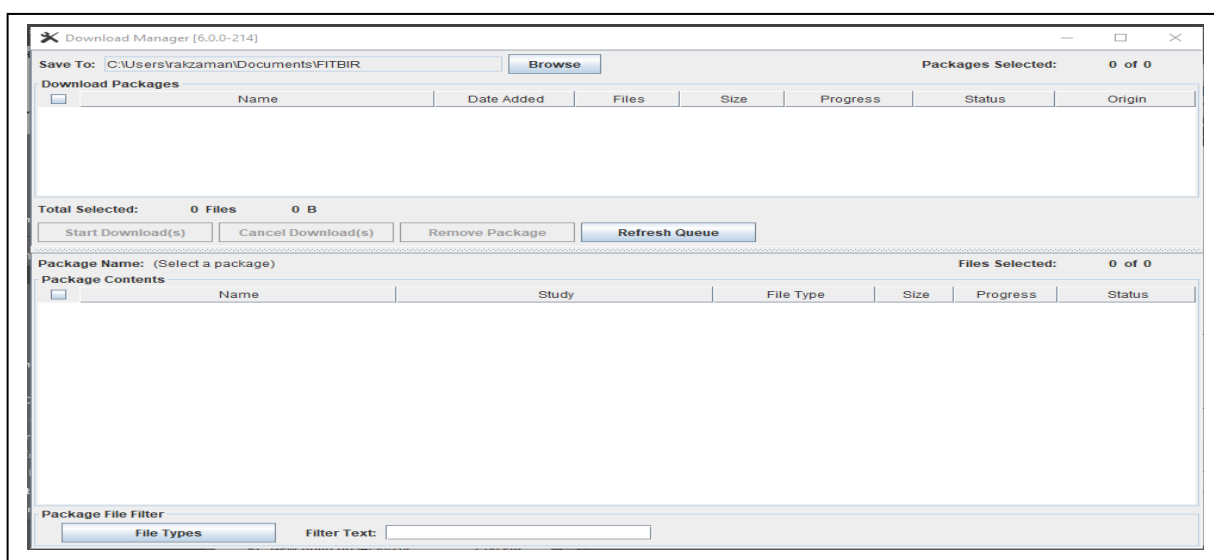 Download Manager [6.0.0-214]
Save To: C:\Users\rakzaman\Documents\FITBIR Browse Packages Selected: 0 of 0
Download Packages
Name Date Added Files Size Progress Status Origin
Total Selected: 0 Files 0 B
Start Download(s) Cancel Download(s) Remove Package Refresh Queue
Package Name: (Select a package) Files Selected: 0 of 0
Package Contents
Name Study File Type Size Progress Status
Package File Filter
File Types Filter Text: